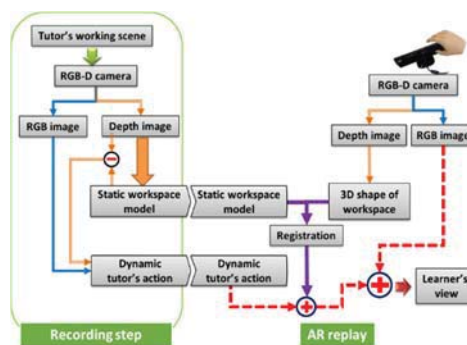 Tutor's working scene
RGB-D camera
RGB image
Depth image
Static workspace
model
Dynamic
tutor's action
Recording step
Static workspace
model
Dynamic
tutor's action
RGB-D camera
Depth image
RGB image
3D shape of
workspace
Registration
Learner's
view
AR replay